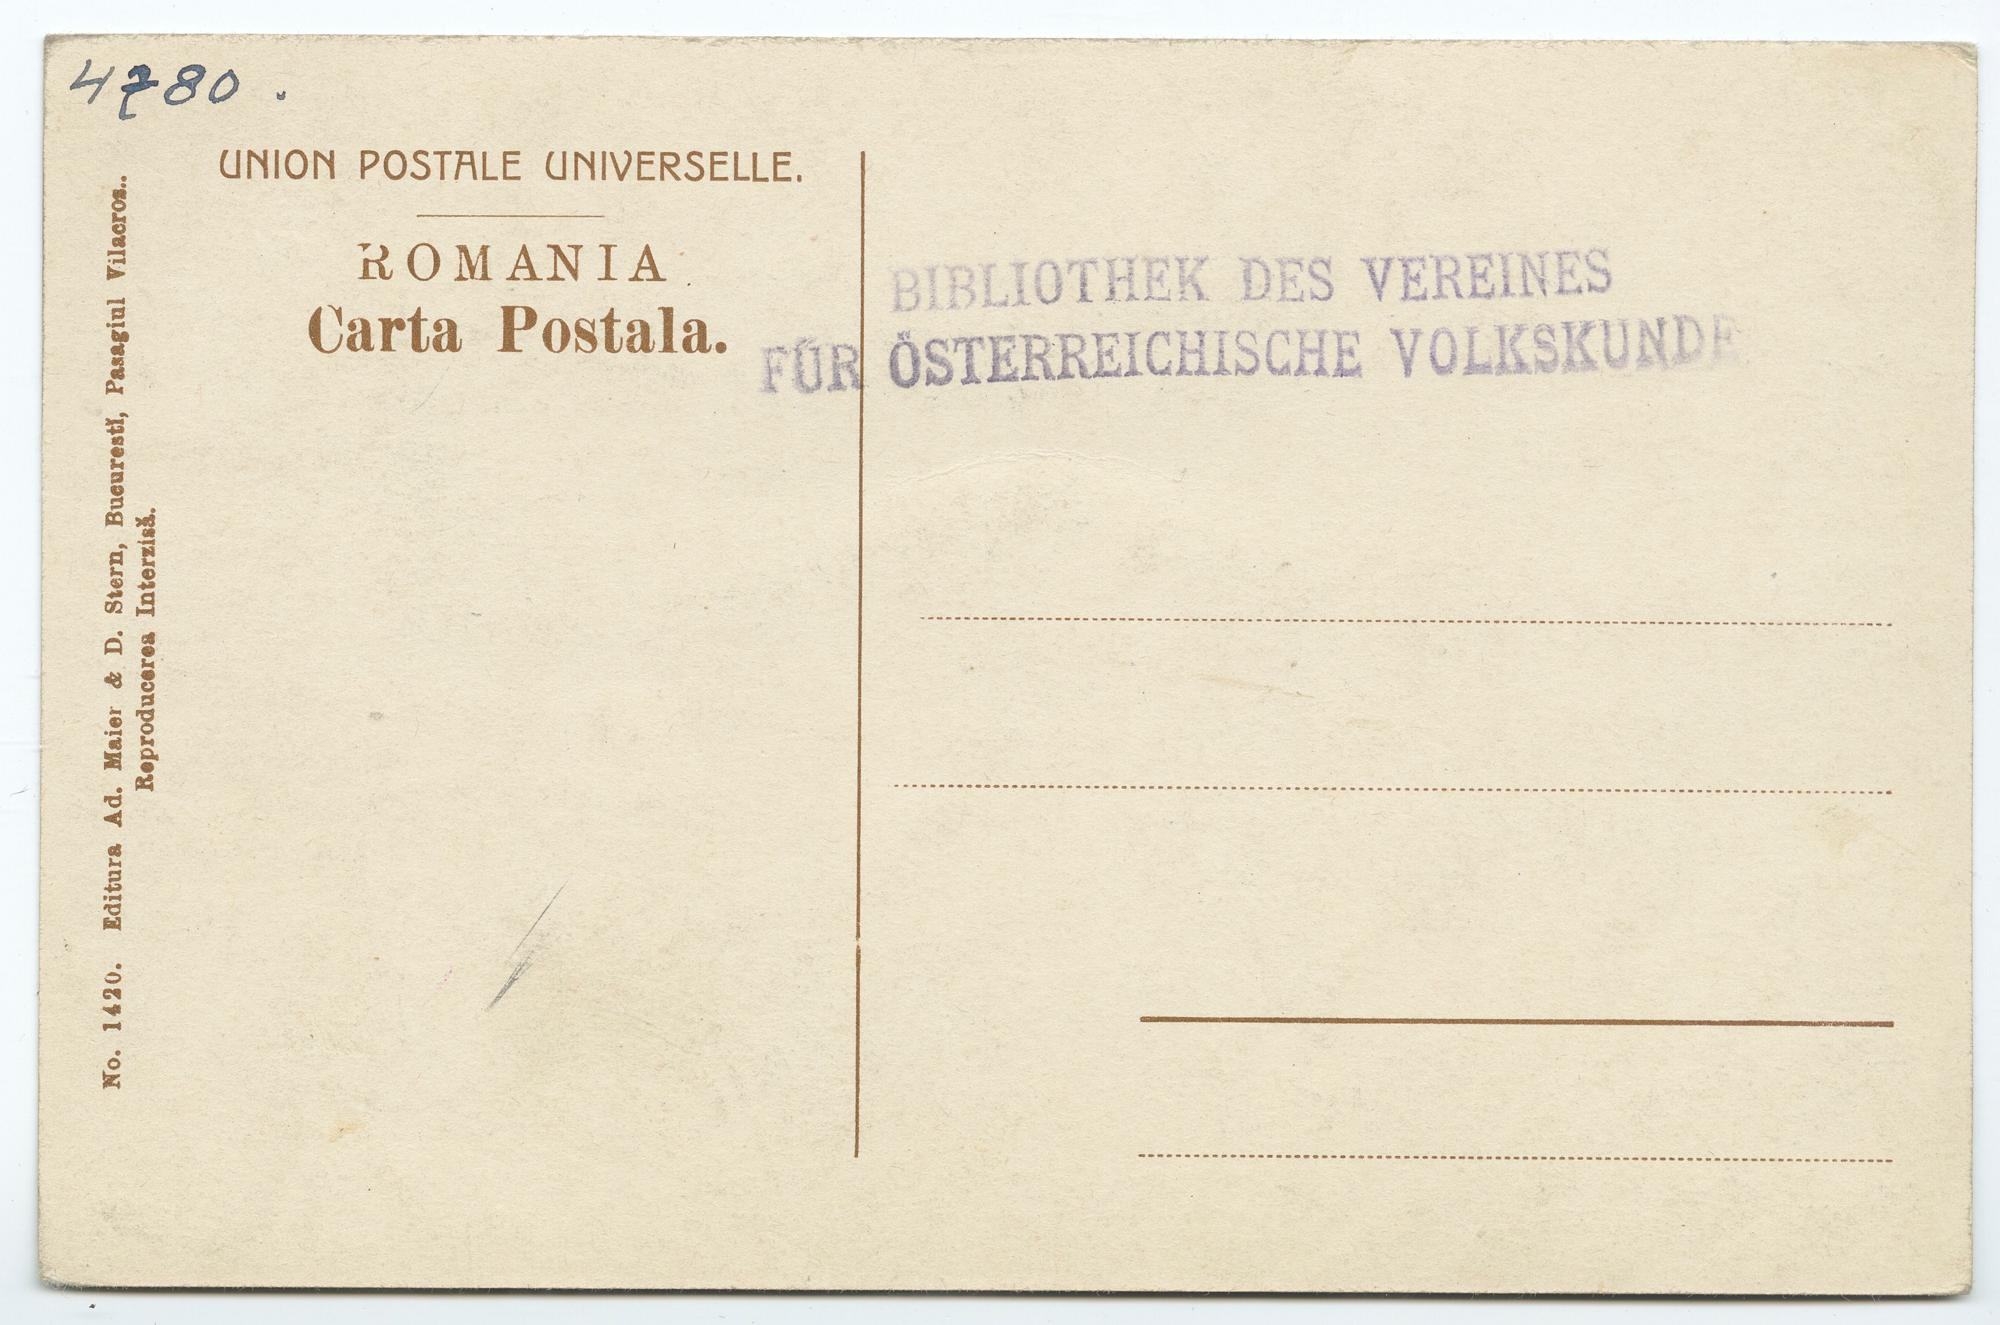 4780.
UNION POSTALE UNIVERSELLE.
ROMANIA
Carta Postala.
BIBLIOTHEK DES VEREINES
FÜR ÖSTERREICHISCHE VOLKSKUNDE
No. 1420. Editura Ad. Maier & D. Stern, Bucurestĭ, Pasagiul Vilacros..
Reproducerea Interzisă.